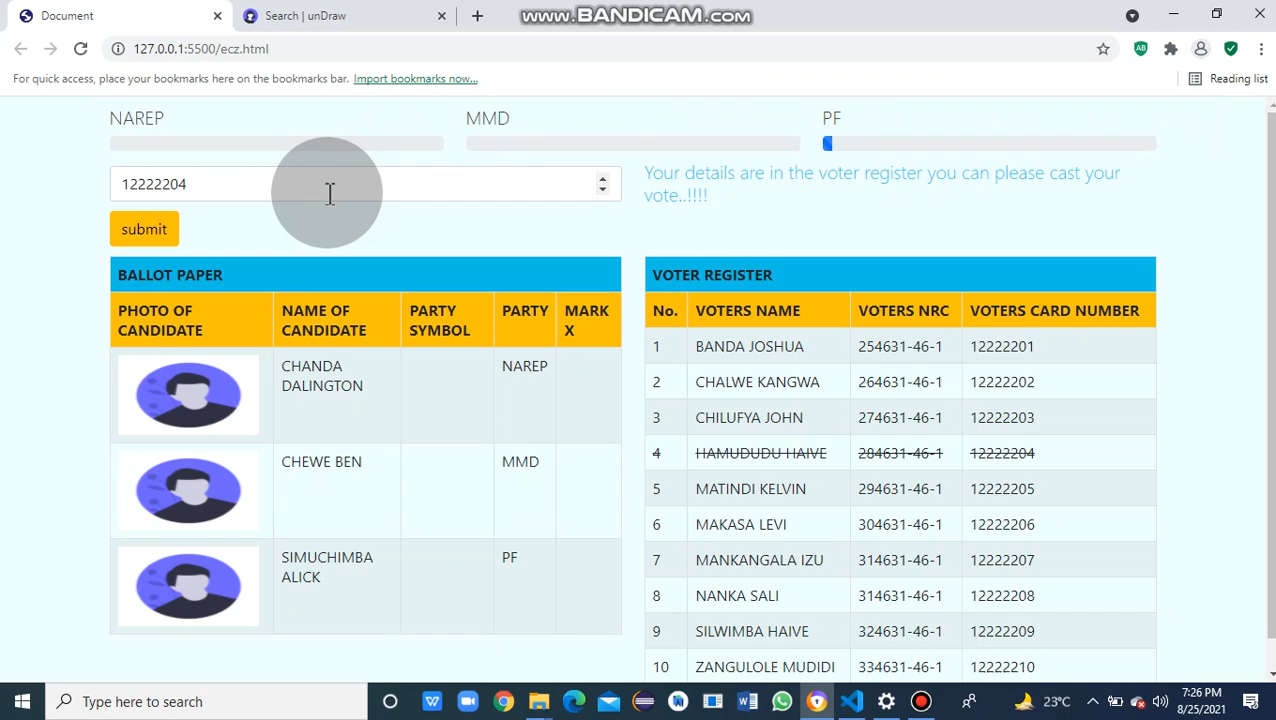 Document
Search | unDraw
www.BANDICAM.com
127.0.0.1:5500/ecz.html
For quick access, place your bookmarks here on the bookmarks bar. Import bookmarks now...
Reading list
NAREP
MMD
PF
12222204
Your details are in the voter register you can please cast your
vote..!!!!
submit
BALLOT PAPER
PHOTO OF CANDIDATE NAME OF CANDIDATE PARTY SYMBOL PARTY MARK X
CHANDA DALINGTON NAREP
CHEWE BEN MMD
SIMUCHIMBA ALICK PF
VOTER REGISTER
No. VOTERS NAME VOTERS NRC VOTERS CARD NUMBER
1 BANDA JOSHUA 254631-46-1 12222201
2 CHALWE KANGWA 264631-46-1 12222202
3 CHILUFYA JOHN 274631-46-1 12222203
4 HAMUDUDU HAIVE 284631-46-1 12222204
5 MATINDI KELVIN 294631-46-1 12222205
6 MAKASA LEVI 304631-46-1 12222206
7 MANKANGALA IZU 314631-46-1 12222207
8 NANKA SALI 314631-46-1 12222208
9 SILWIMBA HAIVE 324631-46-1 12222209
10 ZANGULOLE MUDIDI 334631-46-1 12222210
Type here to search
23°C
7:26 PM
8/25/2021